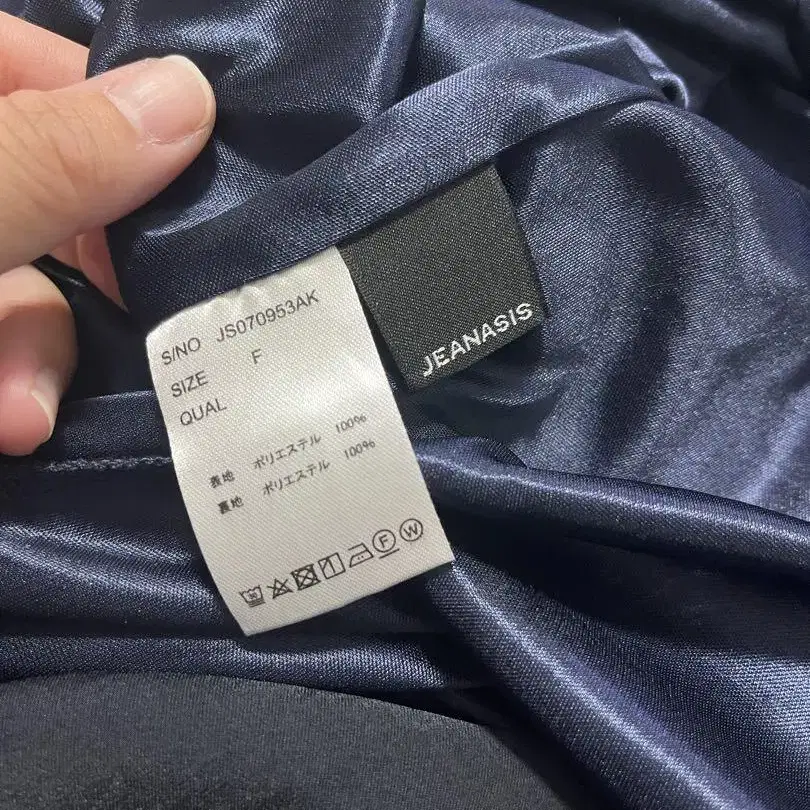 S/NO JS070953AK
SIZE F
QUAL
表地 ポリエステル 100%
裏地 ポリエステル 100%
F W
JEANASIS